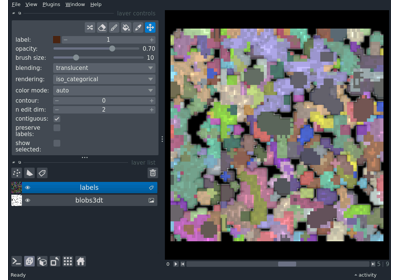 File View Plugins Window Help
layer controls
label: 1
opacity: 0.70
brush size: 10
blending: translucent
rendering: iso_categorical
color mode: auto
contour: 0
n edit dim: 2
contiguous:
preserve
labels:
show
selected:
layer list
labels
blobs3dt
Ready
activity